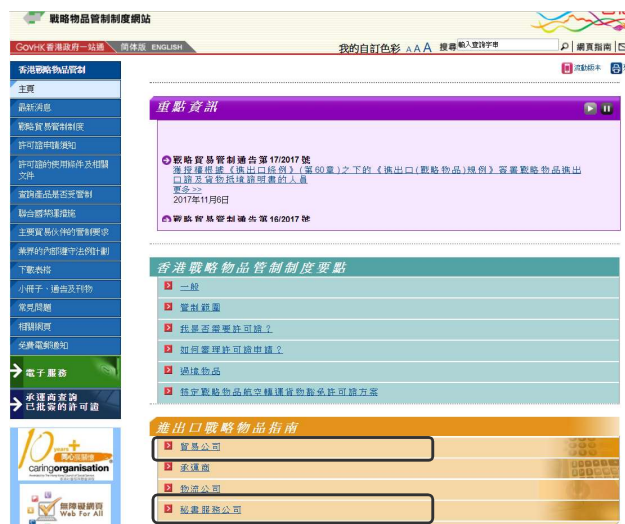 戰略物品管制制度網站
GovHK香港政府一站通
简体版
ENGLISH
我的自訂色彩 A A A
搜尋 輸入查詢字串
網頁指南
香港戰略物品管制
流動版本
主頁
最新消息
戰略貿易管制制度
許可證申請須知
許可證的使用條件及相關文件
查詢產品是否受管制
聯合國制裁措施
主要貿易伙伴的管制要求
業界的內部遵守法例計劃
下載表格
小冊子、通告及刊物
常見問題
相關網頁
免費電郵通知
電子服務
承運商查詢
已批簽的許可證
10 years+
caringorganisation
無障礙網頁
Web For All
重點資訊
戰略貿易管制通告第17/2017號
獲授權根據《進出口條例》(第60章)之下的《進出口(戰略物品)規例》簽署戰略物品進出
口證及貨物抵境證明書的人員
更多>>
2017年11月6日
戰略貿易管制通告第16/2017號
香港戰略物品管制制度要點
一般
管制範圍
我是否需要許可證？
如何審理許可證申請？
過境物品
特定戰略物品航空轉運貨物豁免許可證方案
進出口戰略物品指南
貿易公司
承運商
物流公司
秘書服務公司